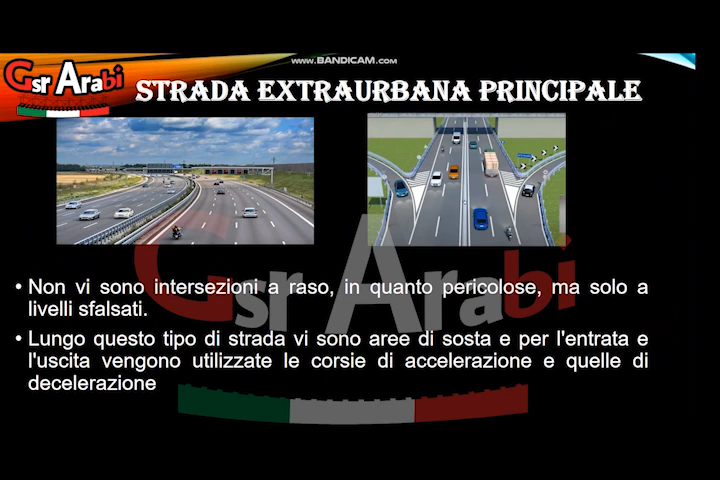 WWW.BANDICAM.COM
Gsr Arabi
STRADA EXTRAURBANA PRINCIPALE
Gsr Arabi
• Non vi sono intersezioni a raso, in quanto pericolose, ma solo a
livelli sfalsati.
• Lungo questo tipo di strada vi sono aree di sosta e per l'entrata e
l'uscita vengono utilizzate le corsie di accelerazione e quelle di
decelerazione